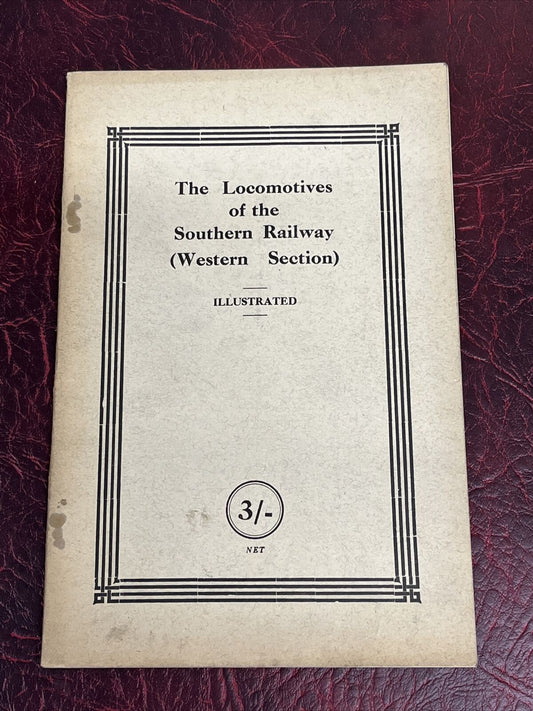 The Locomotives
of the
Southern Railway
(Western Section)
ILLUSTRATED
3/-
NET